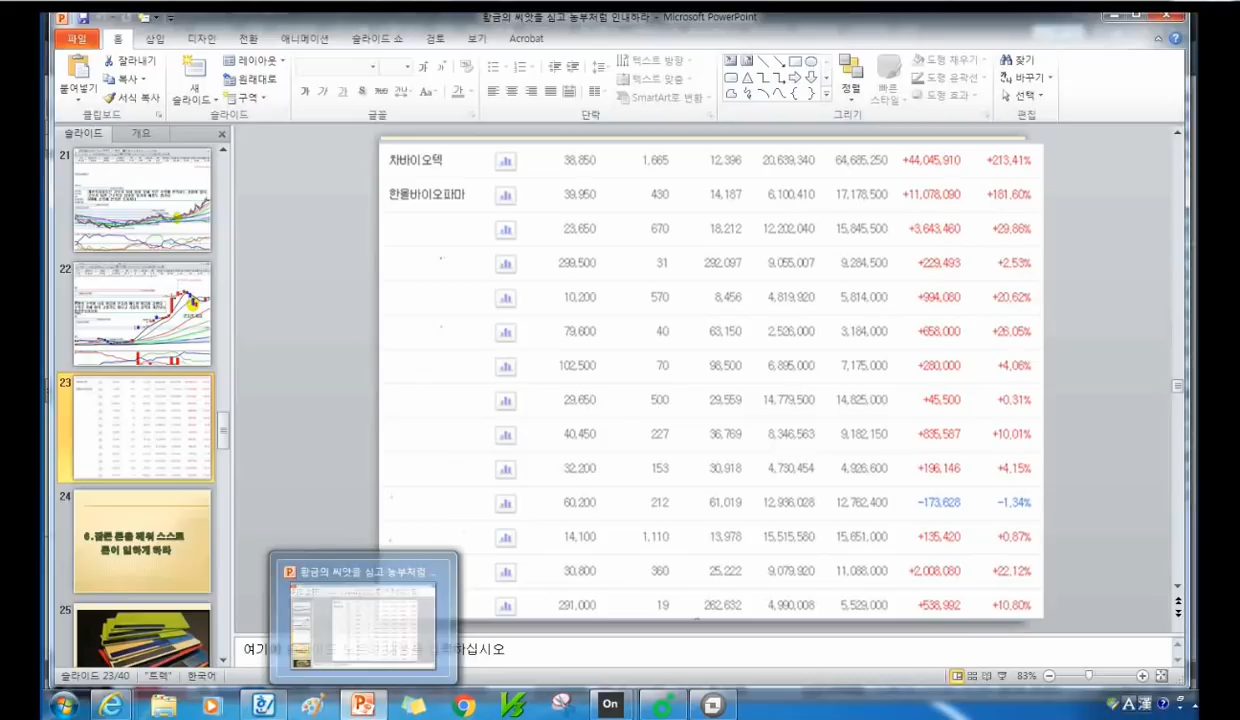 황금의 씨앗을 심고 농부처럼 인내하라 - Microsoft PowerPoint
파일 홈 삽입 디자인 전환 애니메이션 슬라이드 쇼 검토 보기 Acrobat
잘라내기 레이아웃 텍스트 방향 도형 채우기 찾기
복사 원래대로 텍스트 맞춤 도형 윤곽선 바꾸기
붙여넣기 서식 복사 새 슬라이드 구역 SmartArt로 변환 정렬 빠른 스타일 도형 효과 선택
클립보드 슬라이드 글꼴 단락 그리기 편집
슬라이드 개요
차바이오텍 38,850 1,665 12,396 20,639,340 64,685,250 +44,045,910 +213,41%
한올바이오파마 39,950 430 14,187 6,100,410 17,178,500 +11,078,090 +181,60%
23,650 670 18,212 12,202,040 15,845,500 +3,643,460 +29,86%
299,500 31 292,097 9,055,007 9,284,500 +229,493 +2,53%
10,200 570 8,456 4,819,920 5,814,000 +994,080 +20,62%
79,600 40 63,150 2,526,000 3,184,000 +658,000 +26,05%
102,500 70 98,500 6,895,000 7,175,000 +280,000 +4,06%
29,650 500 29,559 14,779,500 14,825,000 +45,500 +0,31%
40,450 227 36,769 8,346,563 9,182,150 +835,587 +10,01%
32,200 153 30,918 4,730,454 4,926,600 +196,146 +4,15%
60,200 212 61,019 12,936,028 12,762,400 -173,628 -1,34%
14,100 1,110 13,978 15,515,580 15,651,000 +135,420 +0,87%
30,800 360 25,222 9,079,920 11,088,000 +2,008,080 +22,12%
291,000 19 262,632 4,990,008 5,529,000 +538,992 +10,80%
21
22
23
24
6.잘든 돈을 깨워 스스로
돈이 일하게 하라
25
황금의 씨앗을 심고 농부처럼 ...
슬라이드 23/40 "트렉" 한국어 83%
On
A 漢